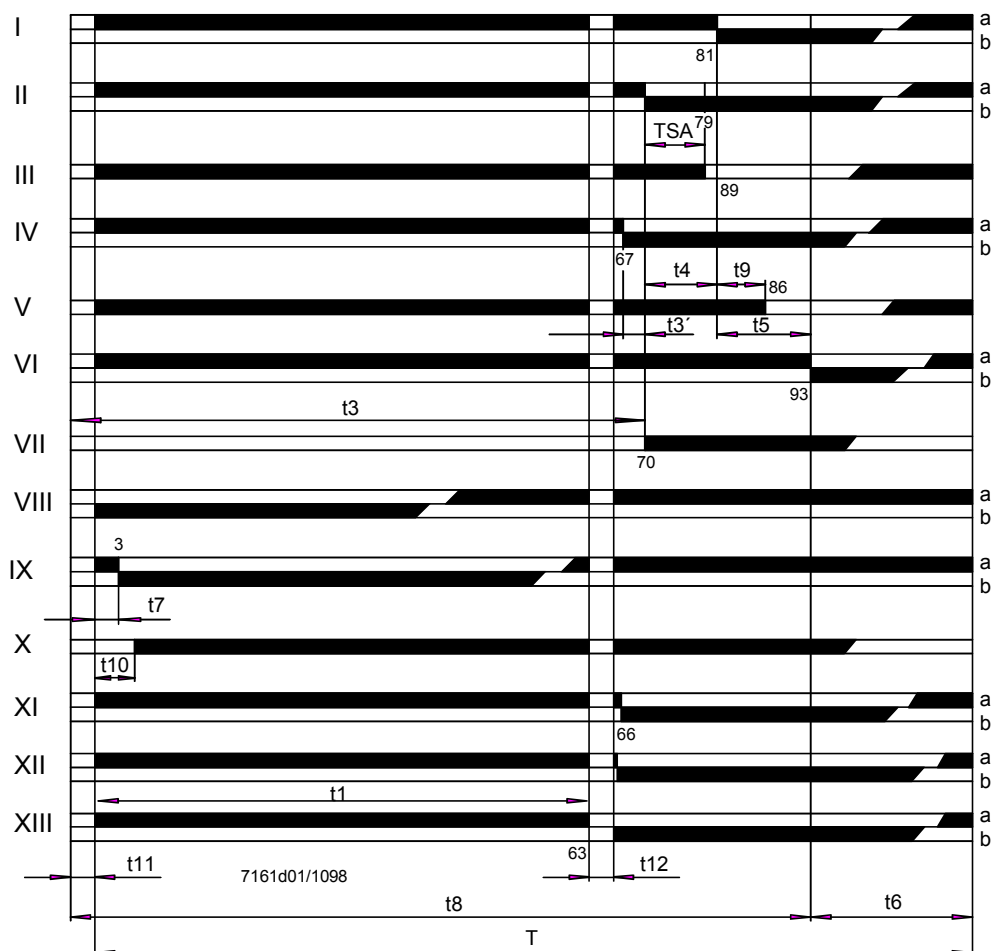 I a
b
81
II a
b
79
TSA
III
89
IV a
b
67
t4 t9
86
V
t3´ t5
VI a
b
93
t3
VII
70
VIII a
b
3
IX a
b
t7
X
t10
XI a
b
66
XII a
b
t1
XIII a
b
63
t11 7161d01/1098 t12
t8 t6
T